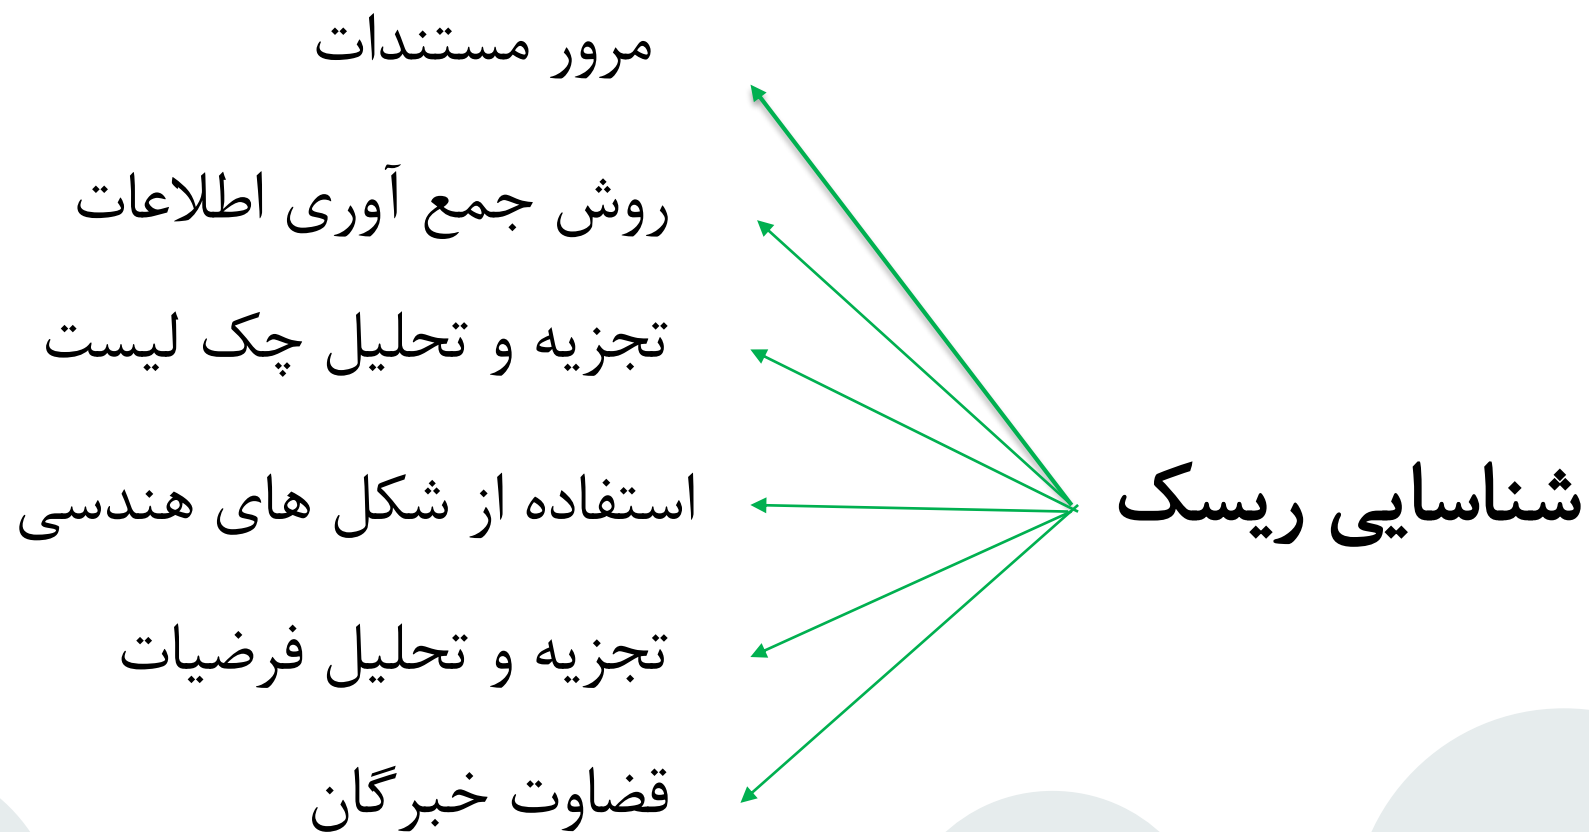 شناسایی ریسک
مرور مستندات
روش جمع آوری اطلاعات
تجزیه و تحلیل چک لیست
استفاده از شکل های هندسی
تجزیه و تحلیل فرضیات
قضاوت خبرگان